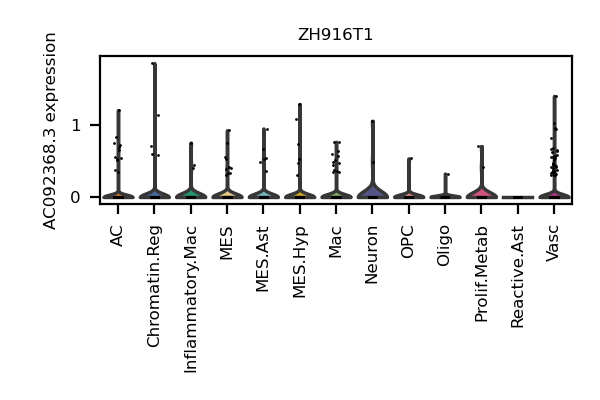 ZH916T1
AC092368.3 expression
1
0
AC
Chromatin.Reg
Inflammatory.Mac
MES
MES.Ast
MES.Hyp
Mac
Neuron
OPC
Oligo
Prolif.Metab
Reactive.Ast
Vasc